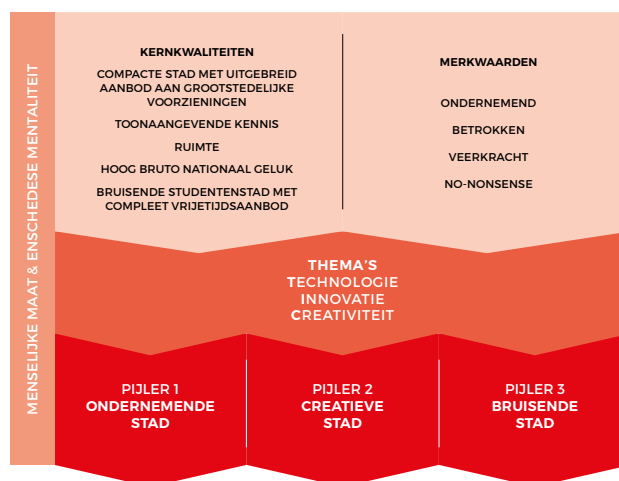 MENSELIJKE MAAT & ENSCHEDESE MENTALITEIT
KERNKWALITEITEN
COMPACTE STAD MET UITGEBREID
AANBOD AAN GROOTSTEDELIJKE
VOORZIENINGEN
TOONAANGEVENDE KENNIS
RUIMTE
HOOG BRUTO NATIONAAL GELUK
BRUISENDE STUDENTENSTAD MET
COMPLEET VRIJETIJDSAANBOD
MERKWAARDEN
ONDERNEMEND
BETROKKEN
VEERKRACHT
NO-NONSENSE
THEMA'S
TECHNOLOGIE
INNOVATIE
CREATIVITEIT
PIJLER 1
ONDERNEMENDE
STAD
PIJLER 2
CREATIEVE
STAD
PIJLER 3
BRUISENDE
STAD